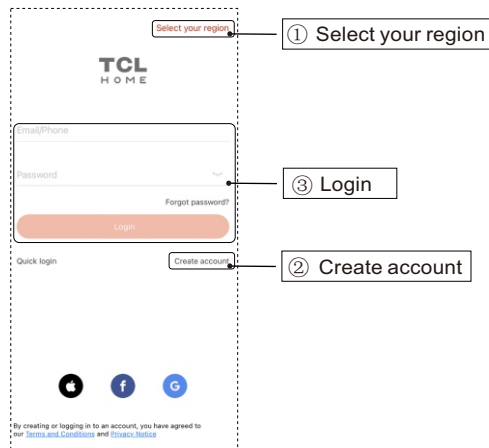 Select your region
① Select your region
TCL
HOME
Email/Phone
Password
③ Login
Forgot password?
Login
Quick login
Create account
② Create account
f
G
By creating or logging in to an account, you have agreed to
our Terms and Conditions and Privacy Notice